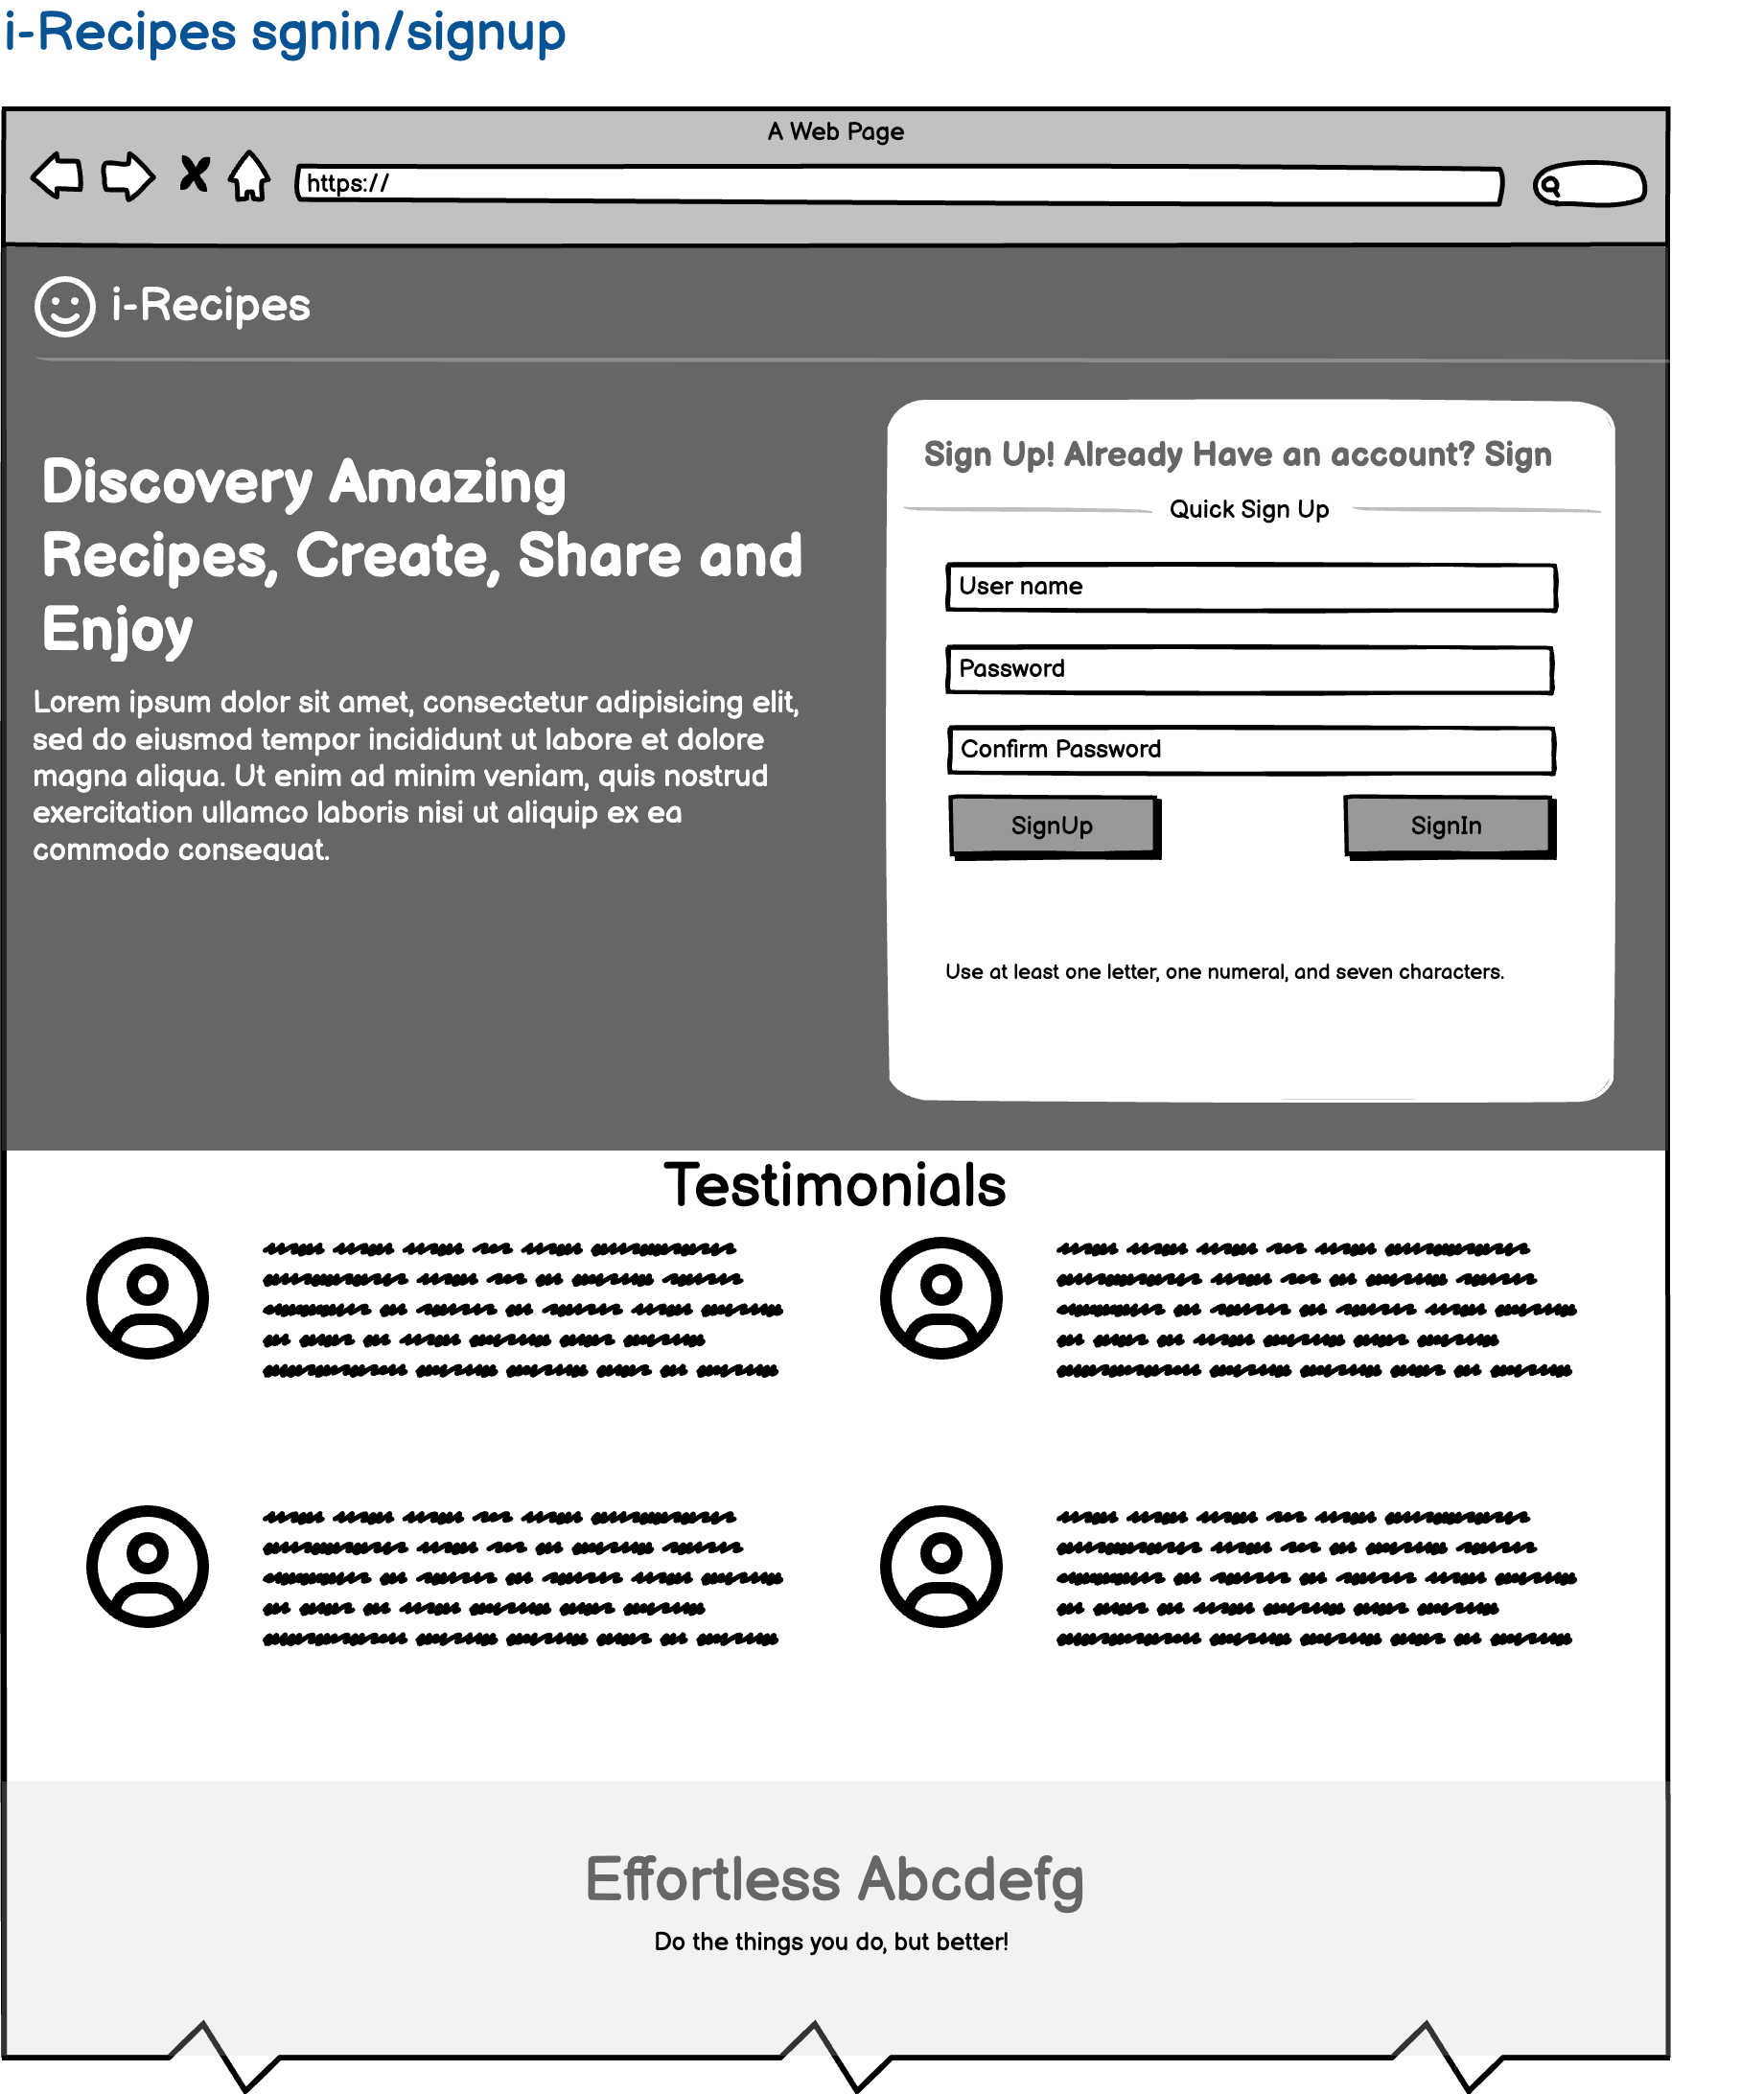 i-Recipes sgnin/signup
A Web Page
https://
i-Recipes
Discovery Amazing
Recipes, Create, Share and
Enjoy
Lorem ipsum dolor sit amet, consectetur adipisicing elit,
sed do eiusmod tempor incididunt ut labore et dolore
magna aliqua. Ut enim ad minim veniam, quis nostrud
exercitation ullamco laboris nisi ut aliquip ex ea
commodo consequat.
Sign Up! Already Have an account? Sign
Quick Sign Up
User name
Password
Confirm Password
SignUp
SignIn
Use at least one letter, one numeral, and seven characters.
Testimonials
Effortless Abcdefg
Do the things you do, but better!